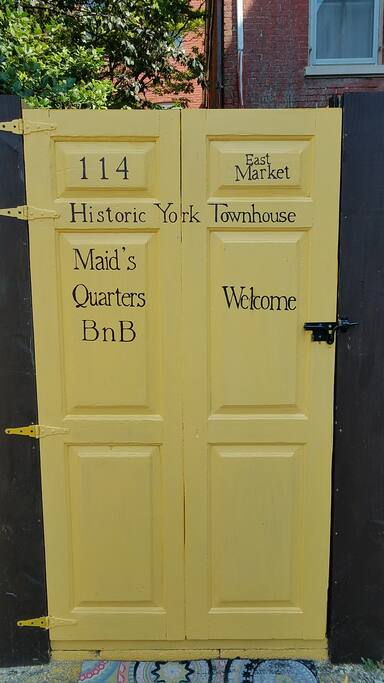 114
East
Market
Historic York Townhouse
Maid's
Quarters
BnB
Welcome